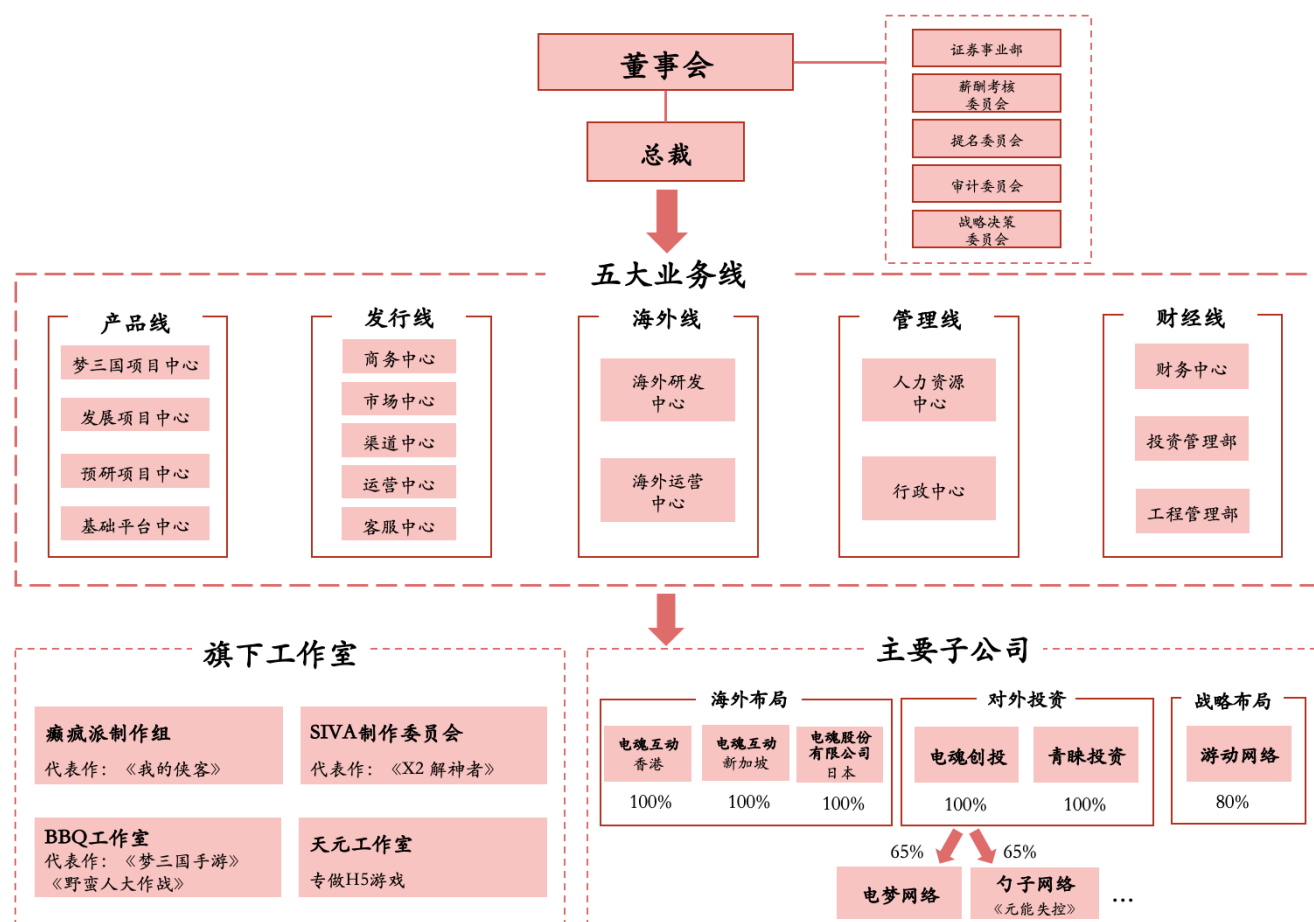 董事会
总裁
证券事业部
薪酬考核
委员会
提名委员会
审计委员会
战略决策
委员会
五大业务线
产品线
梦三国项目中心
发展项目中心
预研项目中心
基础平台中心
发行线
商务中心
市场中心
渠道中心
运营中心
客服中心
海外线
海外研发
中心
海外运营
中心
管理线
人力资源
中心
行政中心
财经线
财务中心
投资管理部
工程管理部
旗下工作室
癫疯派制作组
代表作：《我的侠客》
SIVA制作委员会
代表作：《X2 解神者》
BBQ工作室
代表作：《梦三国手游》
《野蛮人大作战》
天元工作室
专做H5游戏
主要子公司
海外布局
电魂互动
香港
100%
电魂互动
新加坡
100%
电魂股份
有限公司
日本
100%
对外投资
电魂创投
100%
青睐投资
100%
战略布局
游动网络
80%
65%
65%
电梦网络
勺子网络
《元能失控》
...